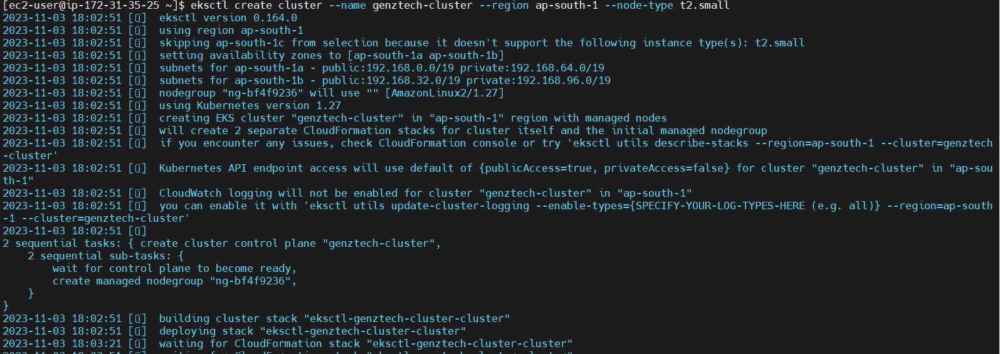 [ec2-user@ip-172-31-35-25 ~]$ eksctl create cluster --name genztech-cluster --region ap-south-1 --node-type t2.small
2023-11-03 18:02:51 [ℹ]  eksctl version 0.164.0
2023-11-03 18:02:51 [ℹ]  using region ap-south-1
2023-11-03 18:02:51 [ℹ]  skipping ap-south-1c from selection because it doesn't support the following instance type(s): t2.small
2023-11-03 18:02:51 [ℹ]  setting availability zones to [ap-south-1a ap-south-1b]
2023-11-03 18:02:51 [ℹ]  subnets for ap-south-1a - public:192.168.0.0/19 private:192.168.64.0/19
2023-11-03 18:02:51 [ℹ]  subnets for ap-south-1b - public:192.168.32.0/19 private:192.168.96.0/19
2023-11-03 18:02:51 [ℹ]  nodegroup "ng-bf4f9236" will use "" [AmazonLinux2/1.27]
2023-11-03 18:02:51 [ℹ]  using Kubernetes version 1.27
2023-11-03 18:02:51 [ℹ]  creating EKS cluster "genztech-cluster" in "ap-south-1" region with managed nodes
2023-11-03 18:02:51 [ℹ]  will create 2 separate CloudFormation stacks for cluster itself and the initial managed nodegroup
2023-11-03 18:02:51 [ℹ]  if you encounter any issues, check CloudFormation console or try 'eksctl utils describe-stacks --region=ap-south-1 --cluster=genztech
-cluster'
2023-11-03 18:02:51 [ℹ]  Kubernetes API endpoint access will use default of {publicAccess=true, privateAccess=false} for cluster "genztech-cluster" in "ap-sou
th-1"
2023-11-03 18:02:51 [ℹ]  CloudWatch logging will not be enabled for cluster "genztech-cluster" in "ap-south-1"
2023-11-03 18:02:51 [ℹ]  you can enable it with 'eksctl utils update-cluster-logging --enable-types={SPECIFY-YOUR-LOG-TYPES-HERE (e.g. all)} --region=ap-south
-1 --cluster=genztech-cluster'
2023-11-03 18:02:51 [ℹ]
2 sequential tasks: { create cluster control plane "genztech-cluster",
    2 sequential sub-tasks: {
        wait for control plane to become ready,
        create managed nodegroup "ng-bf4f9236",
    }
}
2023-11-03 18:02:51 [ℹ]  building cluster stack "eksctl-genztech-cluster-cluster"
2023-11-03 18:02:51 [ℹ]  deploying stack "eksctl-genztech-cluster-cluster"
2023-11-03 18:03:21 [ℹ]  waiting for CloudFormation stack "eksctl-genztech-cluster-cluster"